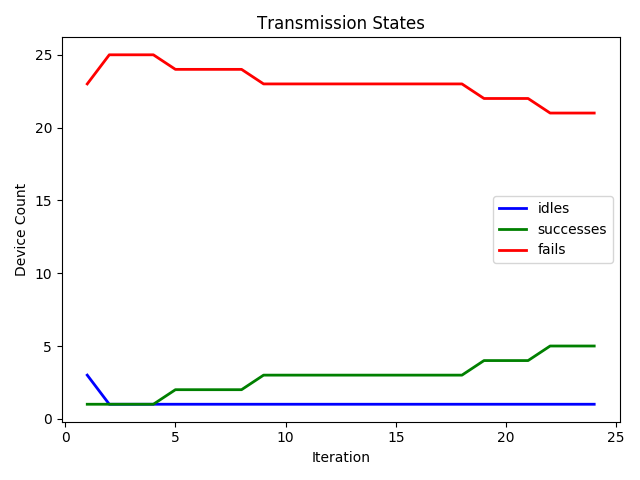 Transmission States
Device Count
25
20
15
10
5
0
idles
successes
fails
0 5 10 15 20 25
Iteration